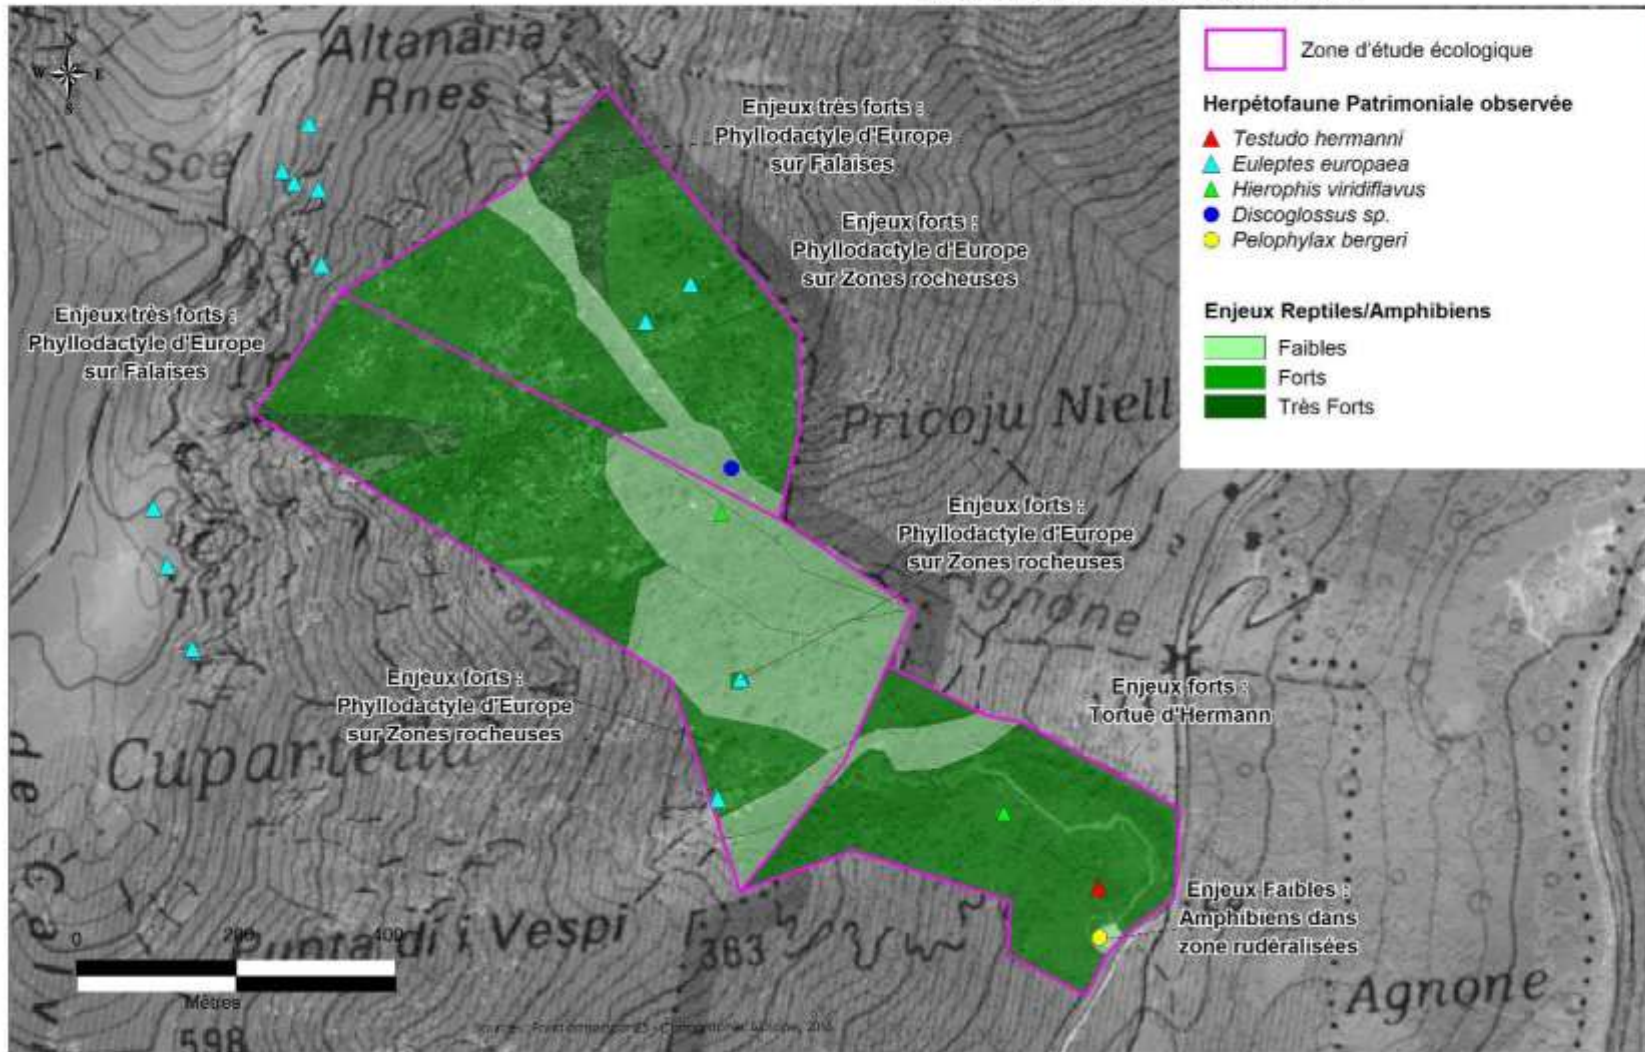 Altanaria
Rnes
N
W
E
S
Sce
Enjeux très forts :
Phyllodactyle d'Europe
sur Falaises
Enjeux forts :
Phyllodactyle d'Europe
sur Zones rocheuses
Zone d'étude écologique
Herpétofaune Patrimoniale observée
Testudo hermanni
Euleptes europaea
Hierophis viridiflavus
Discoglossus sp.
Pelophylax bergeri
Enjeux Reptiles/Amphibiens
Faibles
Forts
Très Forts
Enjeux très forts :
Phyllodactyle d'Europe
sur Falaises
Pricoju Niell
Enjeux forts :
Phyllodactyle d'Europe
sur Zones rocheuses
Agnone
712
Enjeux forts :
Phyllodactyle d'Europe
sur Zones rocheuses
Enjeux forts :
Tortue d'Hermann
Cupartella
Enjeux Faibles :
Amphibiens dans
zone rudéralisées
Punta di i Vespi
383
0
200
400
Mètres
598
Agnone